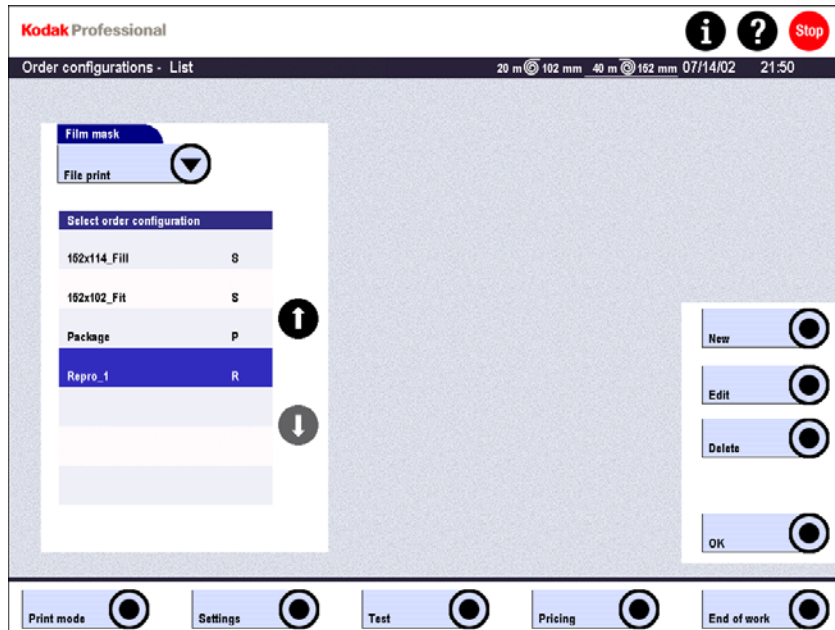 Kodak Professional
i ? Stop
Order configurations - List 20 m 102 mm 40 m 152 mm 07/14/02 21:50
Film mask
File print
Select order configuration
152x114_Fill S
152x102_Fit S
Package P
Repro_1 R
New
Edit
Delete
OK
Print mode Settings Test Pricing End of work